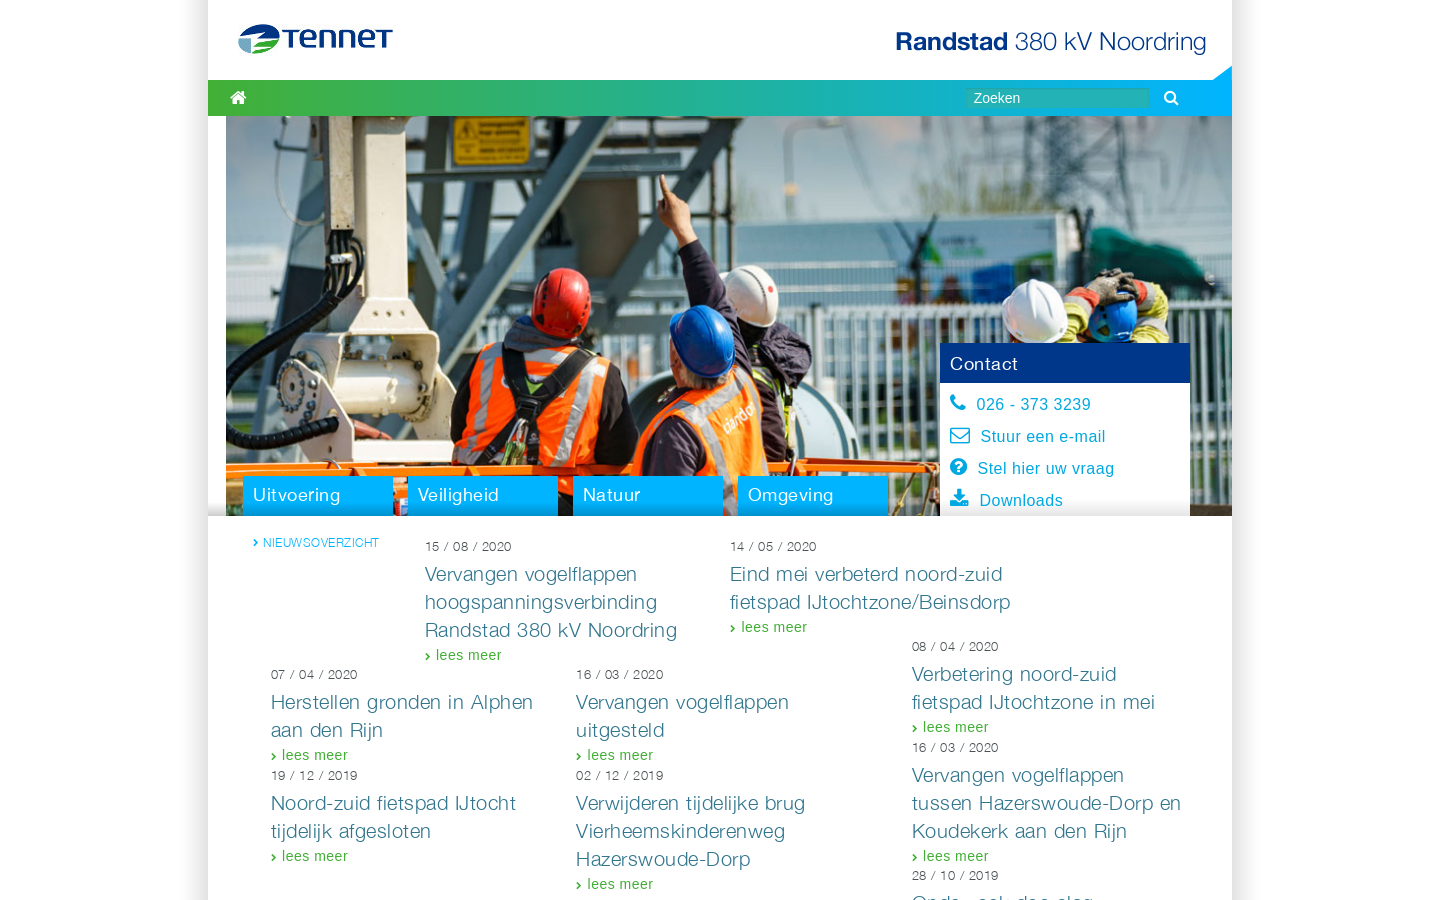 TenneT
Randstad 380 kV Noordring
Zoeken
dando
Contact
026 - 373 3239
Stuur een e-mail
Stel hier uw vraag
Downloads
Uitvoering
Veiligheid
Natuur
Omgeving
NIEUWSOVERZICHT
15 / 08 / 2020
Vervangen vogelflappen
hoogspanningsverbinding
Randstad 380 kV Noordring
lees meer
14 / 05 / 2020
Eind mei verbeterd noord-zuid
fietspad IJtochtzone/Beinsdorp
lees meer
08 / 04 / 2020
Verbetering noord-zuid
fietspad IJtochtzone in mei
lees meer
07 / 04 / 2020
Herstellen gronden in Alphen
aan den Rijn
lees meer
16 / 03 / 2020
Vervangen vogelflappen
uitgesteld
lees meer
16 / 03 / 2020
Vervangen vogelflappen
tussen Hazerswoude-Dorp en
Koudekerk aan den Rijn
lees meer
19 / 12 / 2019
Noord-zuid fietspad IJtocht
tijdelijk afgesloten
lees meer
02 / 12 / 2019
Verwijderen tijdelijke brug
Vierheemskinderenweg
Hazerswoude-Dorp
lees meer
28 / 10 / 2019